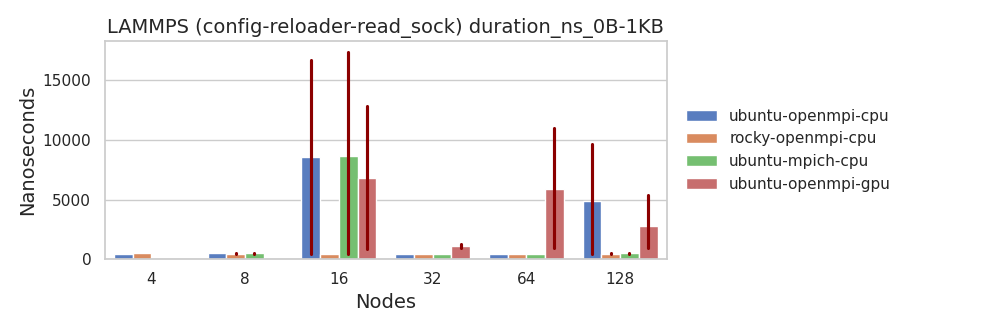 LAMMPS (config-reloader-read_sock) duration_ns_0B-1KB
Nanoseconds
15000
10000
5000
0
4 8 16 32 64 128
Nodes
ubuntu-openmpi-cpu
rocky-openmpi-cpu
ubuntu-mpich-cpu
ubuntu-openmpi-gpu